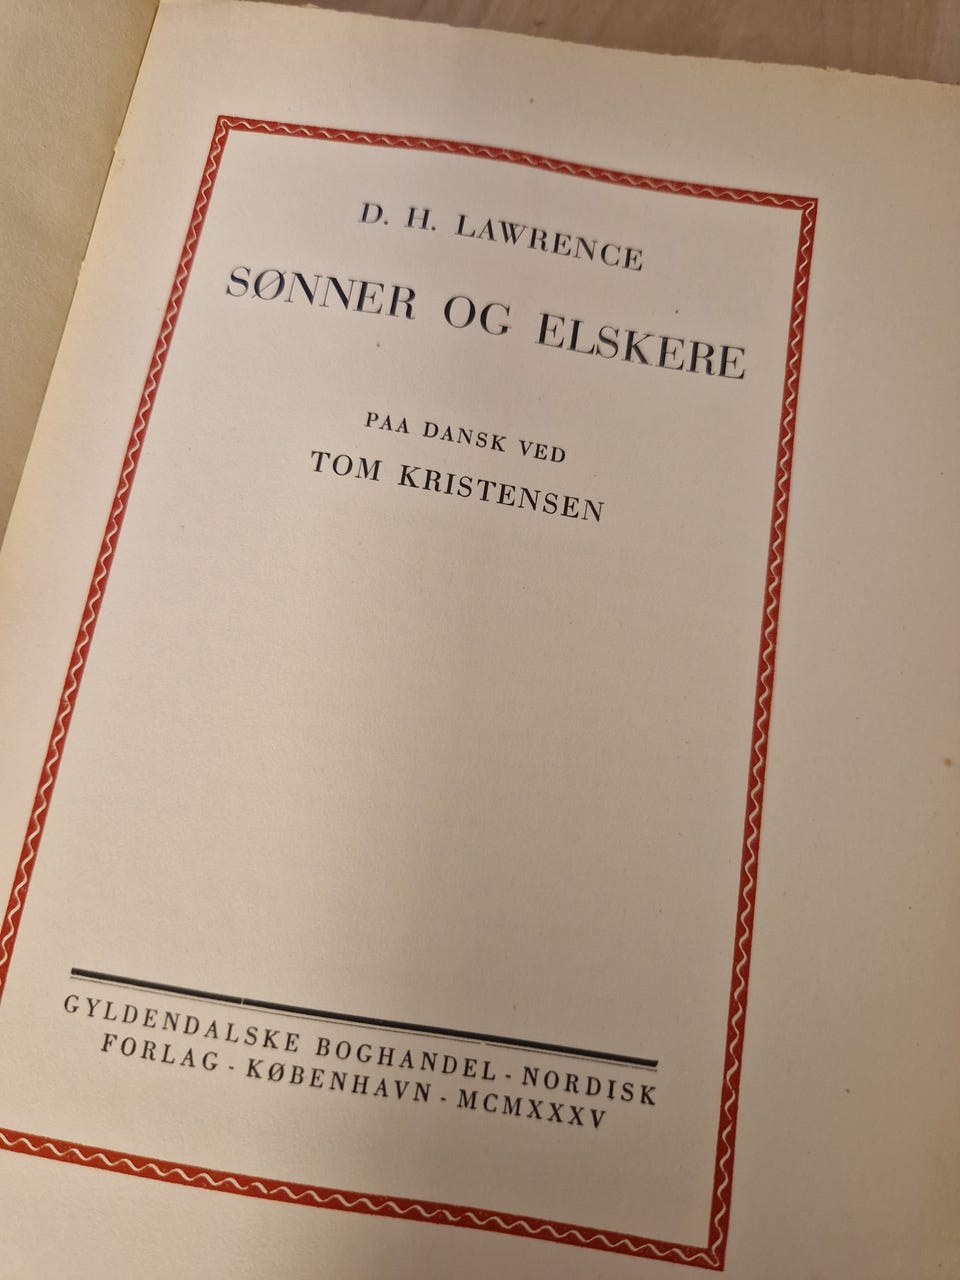 D. H. LAWRENCE
SØNNER OG ELSKERE
PAA DANSK VED
TOM KRISTENSEN
GYLDENDALSKE BOGHANDEL - NORDISK
FORLAG - KØBENHAVN - MCMXXXV